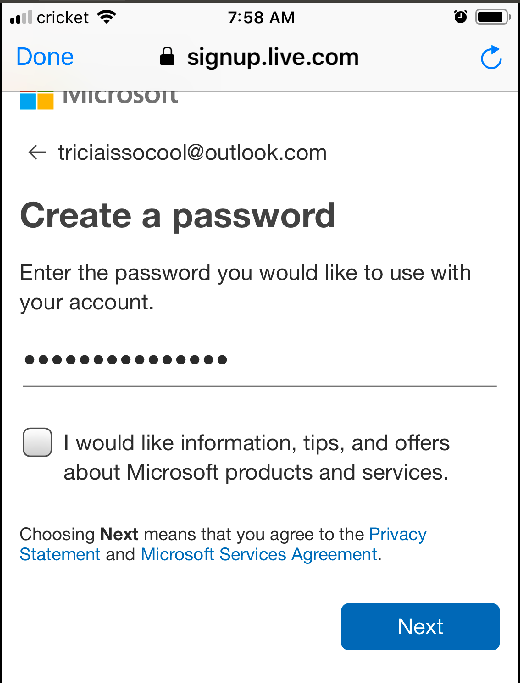 cricket 7:58 AM
Done signup.live.com
Microsoft
← triciaissocool@outlook.com
Create a password
Enter the password you would like to use with
your account.
●●●●●●●●●●●●●●●
I would like information, tips, and offers
about Microsoft products and services.
Choosing Next means that you agree to the Privacy
Statement and Microsoft Services Agreement.
Next